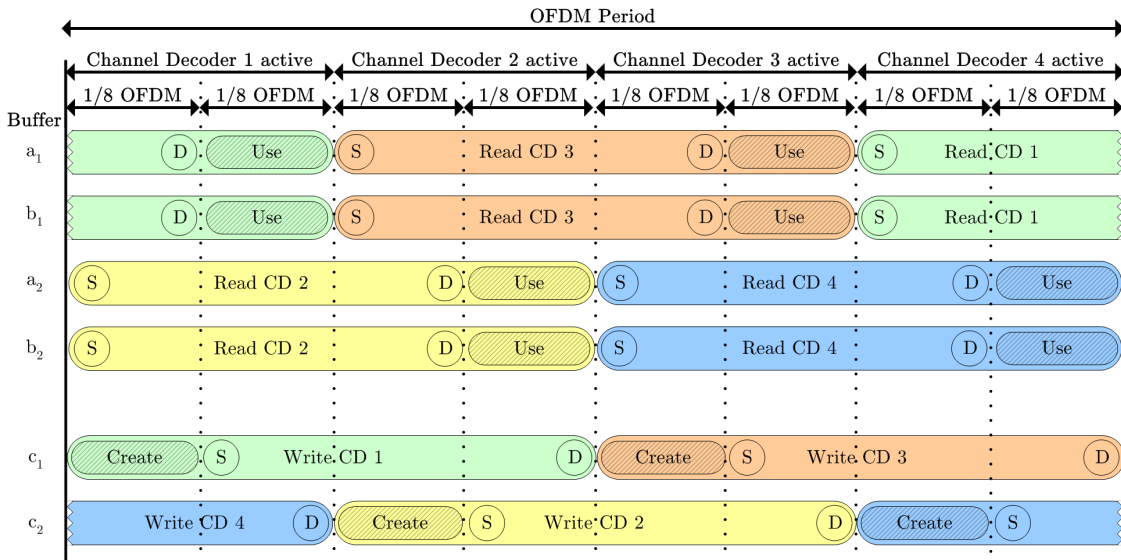 OFDM Period
Channel Decoder 1 active Channel Decoder 2 active Channel Decoder 3 active Channel Decoder 4 active
1/8 OFDM 1/8 OFDM 1/8 OFDM 1/8 OFDM 1/8 OFDM 1/8 OFDM 1/8 OFDM 1/8 OFDM
Buffer
a₁ D Use S Read CD 3 D Use S Read CD 1
b₁ D Use S Read CD 3 D Use S Read CD 1
a₂ S Read CD 2 D Use S Read CD 4 D Use
b₂ S Read CD 2 D Use S Read CD 4 D Use
c₁ Create S Write CD 1 D Create S Write CD 3 D
c₂ Write CD 4 D Create S Write CD 2 D Create S